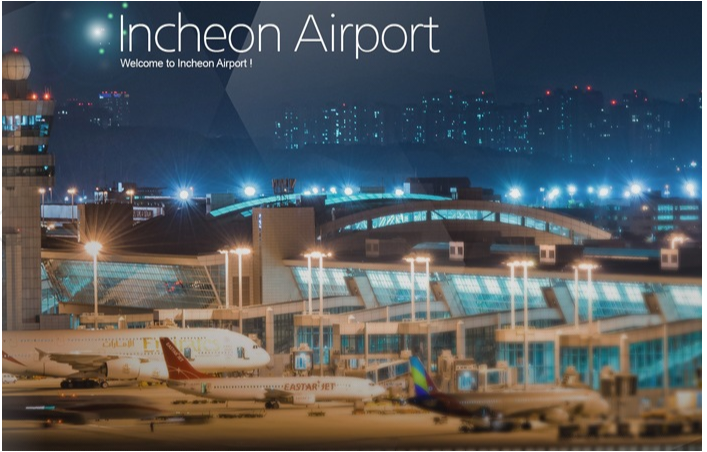 Incheon Airport
Welcome to Incheon Airport !
EASTAR JET